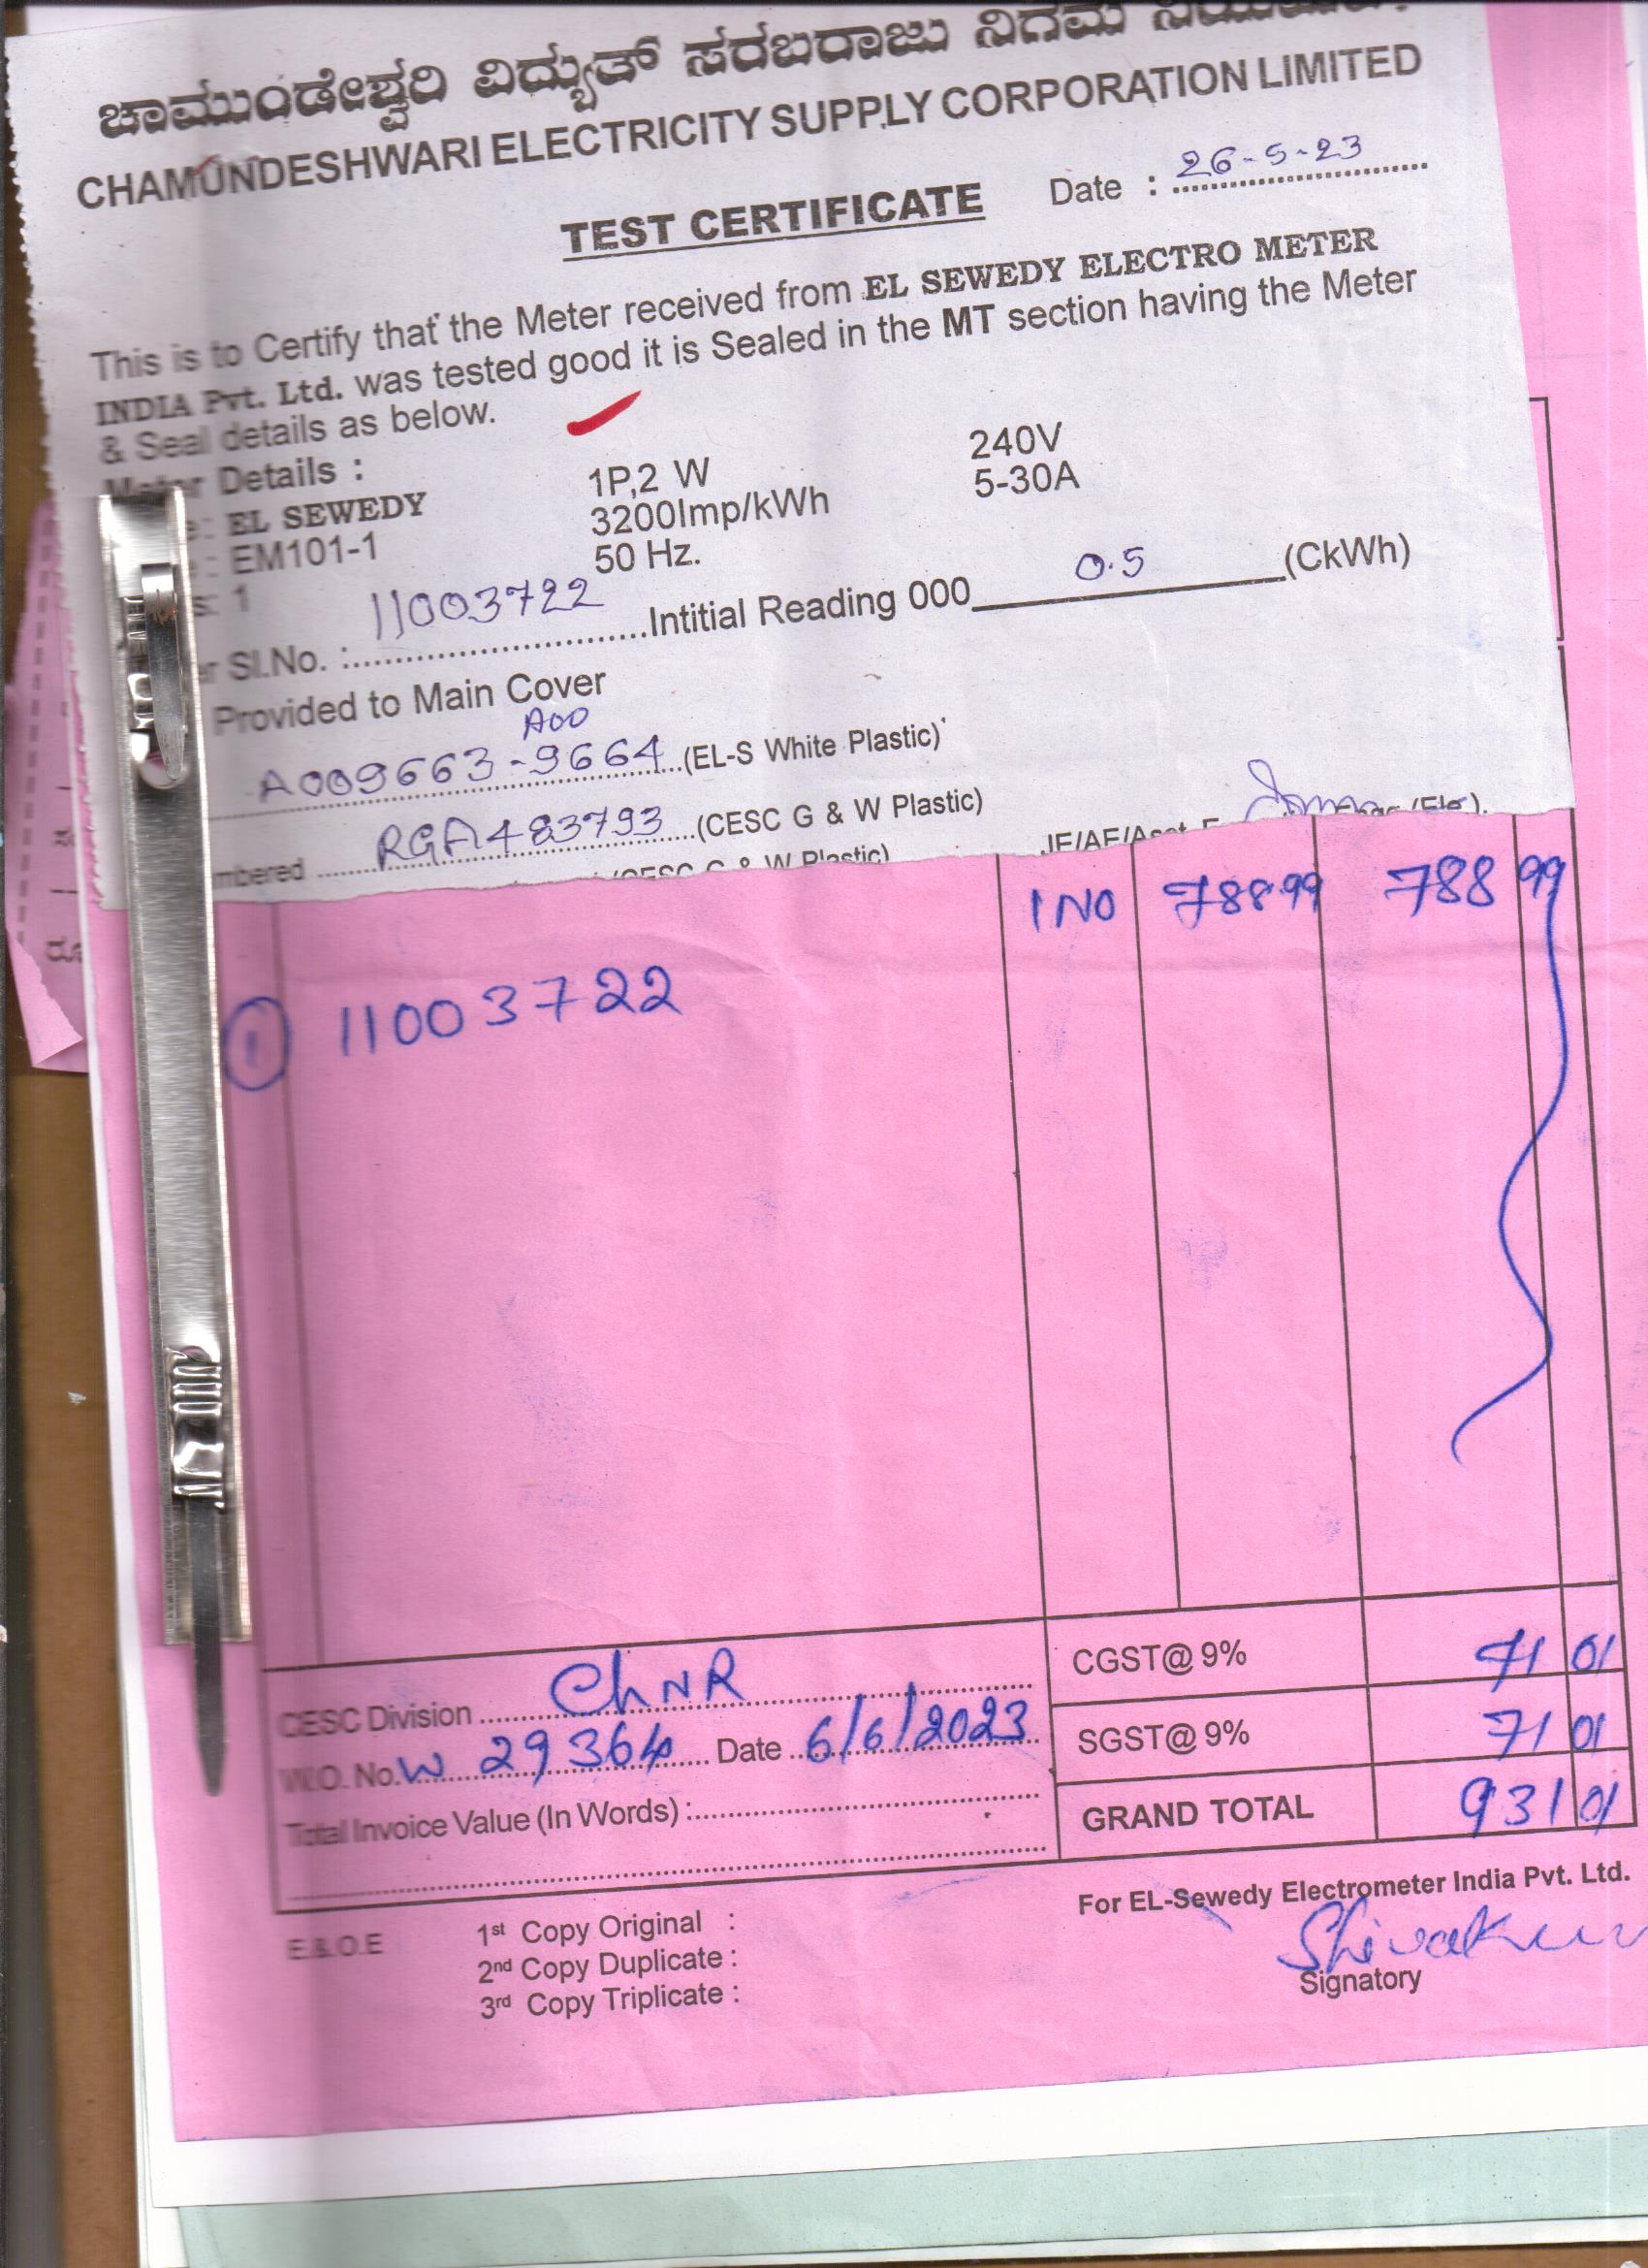 ಚಾಮುಂಡೇಶ್ವರಿ ವಿದ್ಯುತ್ ಸರಬರಾಜು ನಿಗಮ
CHAMUNDESHWARI ELECTRICITY SUPPLY CORPORATION LIMITED
TEST CERTIFICATE Date : 26-5-23
This is to Certify that the Meter received from EL SEWEDY ELECTRO METER
INDIA Pvt. Ltd. was tested good it is Sealed in the MT section having the Meter
& Seal details as below.
Meter Details : 1P,2 W 240V
EL SEWEDY 3200Imp/kWh 5-30A
: EM101-1 50 Hz.
: 1
Sl.No. : 11003722 Intitial Reading 000 0.5 (CkWh)
Provided to Main Cover
A00
A009663-9664 (EL-S White Plastic)
RGA483793 (CESC G & W Plastic)
1 NO 788.99 788 99
① 11003722
CGST@ 9% 71 01
CESC Division ChNR
SGST@ 9% 71 01
W.O. No. W 29364 Date 6/6/2023
Total Invoice Value (In Words) :
GRAND TOTAL 931 01
For EL-Sewedy Electrometer India Pvt. Ltd.
E.&.O.E 1st Copy Original :
2nd Copy Duplicate :
3rd Copy Triplicate :
Signatory